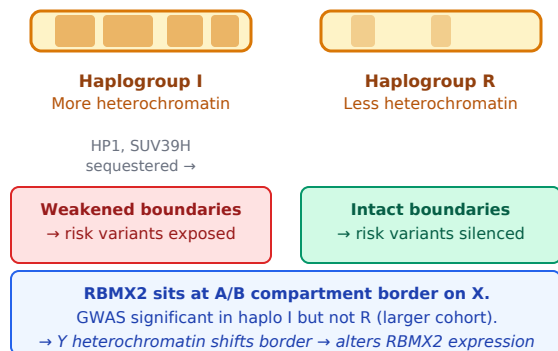 Haplogroup I
More heterochromatin
Haplogroup R
Less heterochromatin
HP1, SUV39H
sequestered →
Weakened boundaries
→ risk variants exposed
Intact boundaries
→ risk variants silenced
RBMX2 sits at A/B compartment border on X.
GWAS significant in haplo I but not R (larger cohort).
→ Y heterochromatin shifts border → alters RBMX2 expression